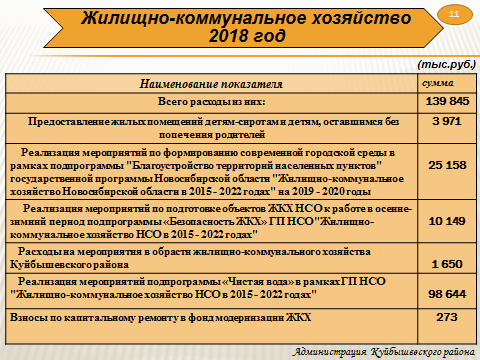 Жилищно-коммунальное хозяйство
2018 год
11
(тыс.руб.)
Наименование показателя
сумма
Всего расходы из них:
139 845
Предоставление жилых помещений детям-сиротам и детям, оставшимся без
попечения родителей
3 971
Реализация мероприятий по формированию современной городской среды в
рамках подпрограммы "Благоустройство территорий населенных пунктов"
государственной программы Новосибирской области "Жилищно-коммунальное
хозяйство Новосибирской области в 2015 - 2022 годах" на 2019 - 2020 годы
25 158
Реализация мероприятий по подготовке объектов ЖКХ НСО к работе в осенне-
зимний период подпрограммы «Безопасность ЖКХ» ГП НСО "Жилищно-
коммунальное хозяйство НСО в 2015 - 2022 годах"
10 149
Расходы на мероприятия в обрасти жилищно-коммунального хозяйства
Куйбышевского района
1 650
Реализация мероприятий подпрограммы «Чистая вода» в рамках ГП НСО
"Жилищно-коммунальное хозяйство НСО в 2015 - 2022 годах"
98 644
Взносы по капитальному ремонту в фонд модернизации ЖКХ
273
Администрация Куйбышевского района